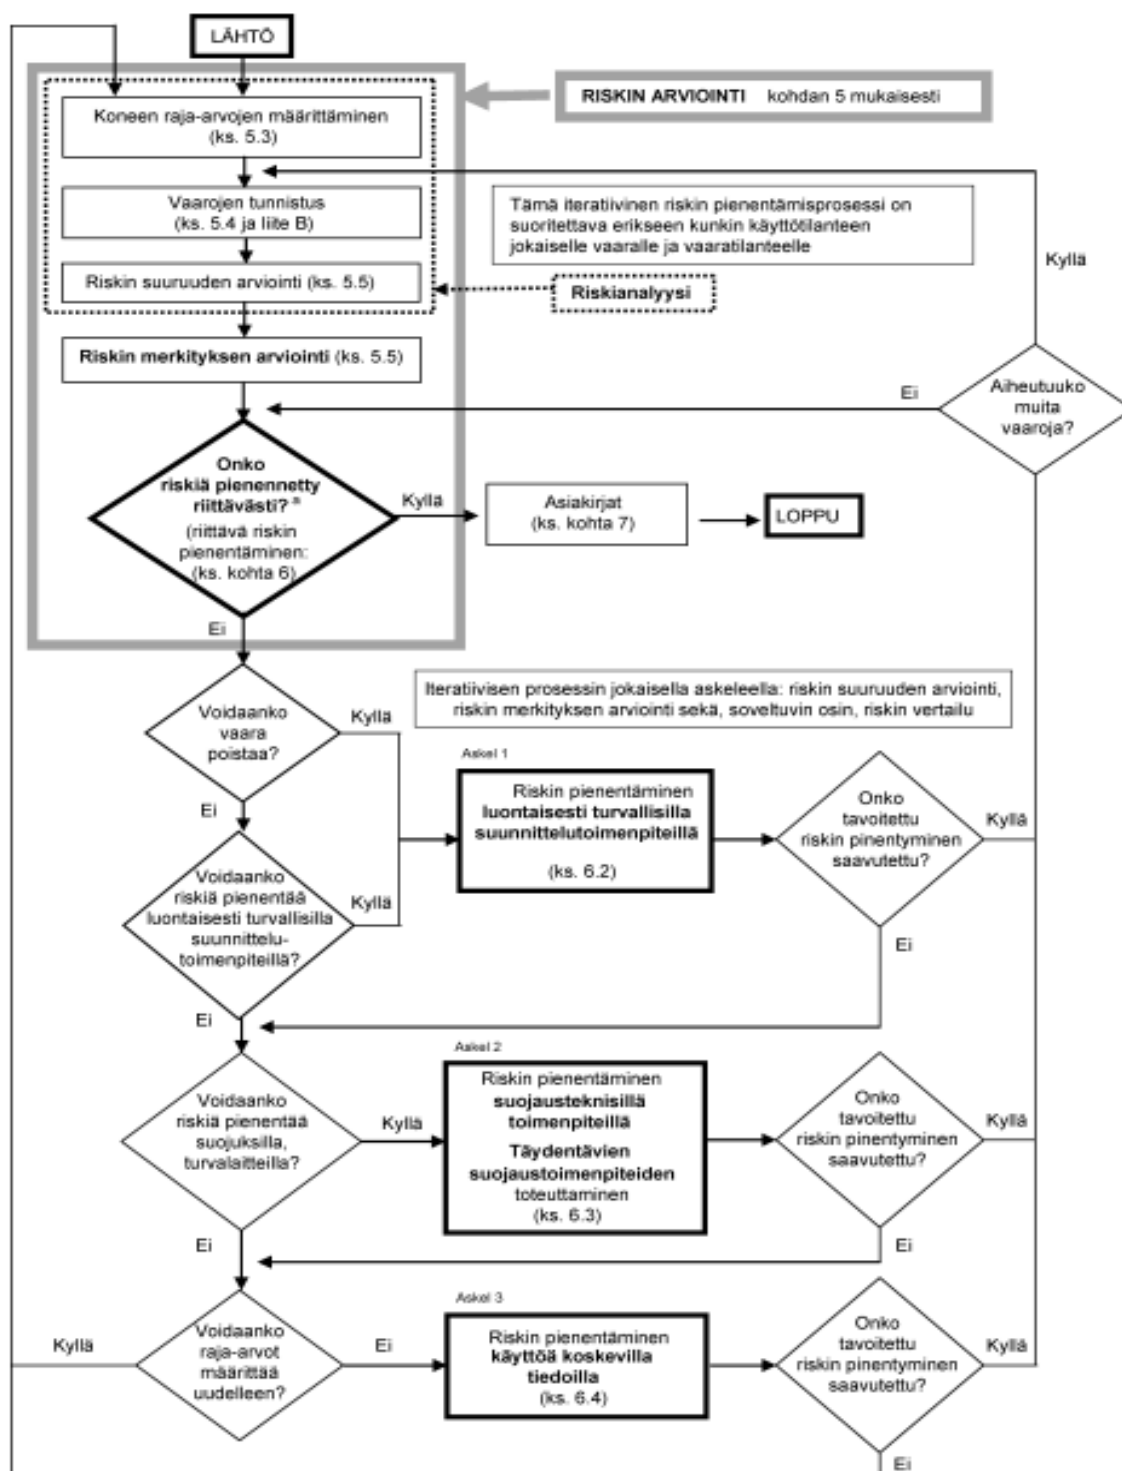 LÄHTÖ
RISKIN ARVIOINTI kohdan 5 mukaisesti
Koneen raja-arvojen määrittäminen
(ks. 5.3)
Vaarojen tunnistus
(ks. 5.4 ja liite B)
Tämä iteratiivinen riskin pienentämisprosessi on
suoritettava erikseen kunkin käyttötilanteen
jokaiselle vaaralle ja vaaratilanteelle
Kyllä
Riskin suuruuden arviointi (ks. 5.5)
Riskianalyysi
Riskin merkityksen arviointi (ks. 5.5)
Ei
Aiheutuuko
muita
vaaroja?
Onko
riskiä pienennetty
riittävästi? a
(riittävä riskin
pienentäminen:
(ks. kohta 6)
Kyllä
Asiakirjat
(ks. kohta 7)
LOPPU
Ei
Iteratiivisen prosessin jokaisella askeleella: riskin suuruuden arviointi,
riskin merkityksen arviointi sekä, soveltuvin osin, riskin vertailu
Voidaanko
vaara
poistaa?
Kyllä
Ei
Askel 1
Riskin pienentäminen
luontaisesti turvallisilla
suunnittelutoimenpiteillä
(ks. 6.2)
Onko
tavoitettu
riskin pinentyminen
saavutettu?
Kyllä
Ei
Voidaanko
riskiä pienentää
luontaisesti turvallisilla
suunnittelu-
toimenpiteillä?
Kyllä
Ei
Askel 2
Voidaanko
riskiä pienentää
suojuksilla,
turvalaitteilla?
Kyllä
Riskin pienentäminen
suojausteknisillä
toimenpiteillä
Täydentävien
suojaustoimenpiteiden
toteuttaminen
(ks. 6.3)
Onko
tavoitettu
riskin pinentyminen
saavutettu?
Kyllä
Ei
Ei
Askel 3
Kyllä
Voidaanko
raja-arvot
määrittää
uudelleen?
Ei
Riskin pienentäminen
käyttöä koskevilla
tiedoilla
(ks. 6.4)
Onko
tavoitettu
riskin pinentyminen
saavutettu?
Kyllä
Ei